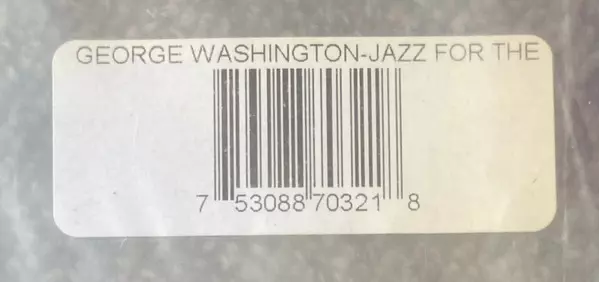 GEORGE WASHINGTON-JAZZ FOR THE
7 53088 70321 8